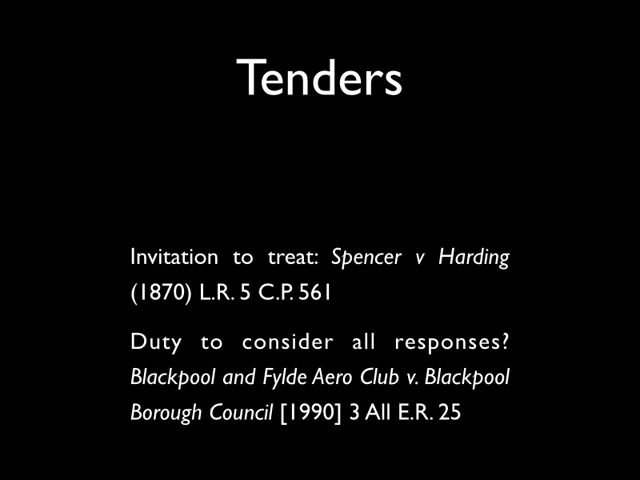 Tenders
Invitation to treat: Spencer v Harding
(1870) L.R. 5 C.P. 561
Duty to consider all responses?
Blackpool and Fylde Aero Club v. Blackpool
Borough Council [1990] 3 All E.R. 25